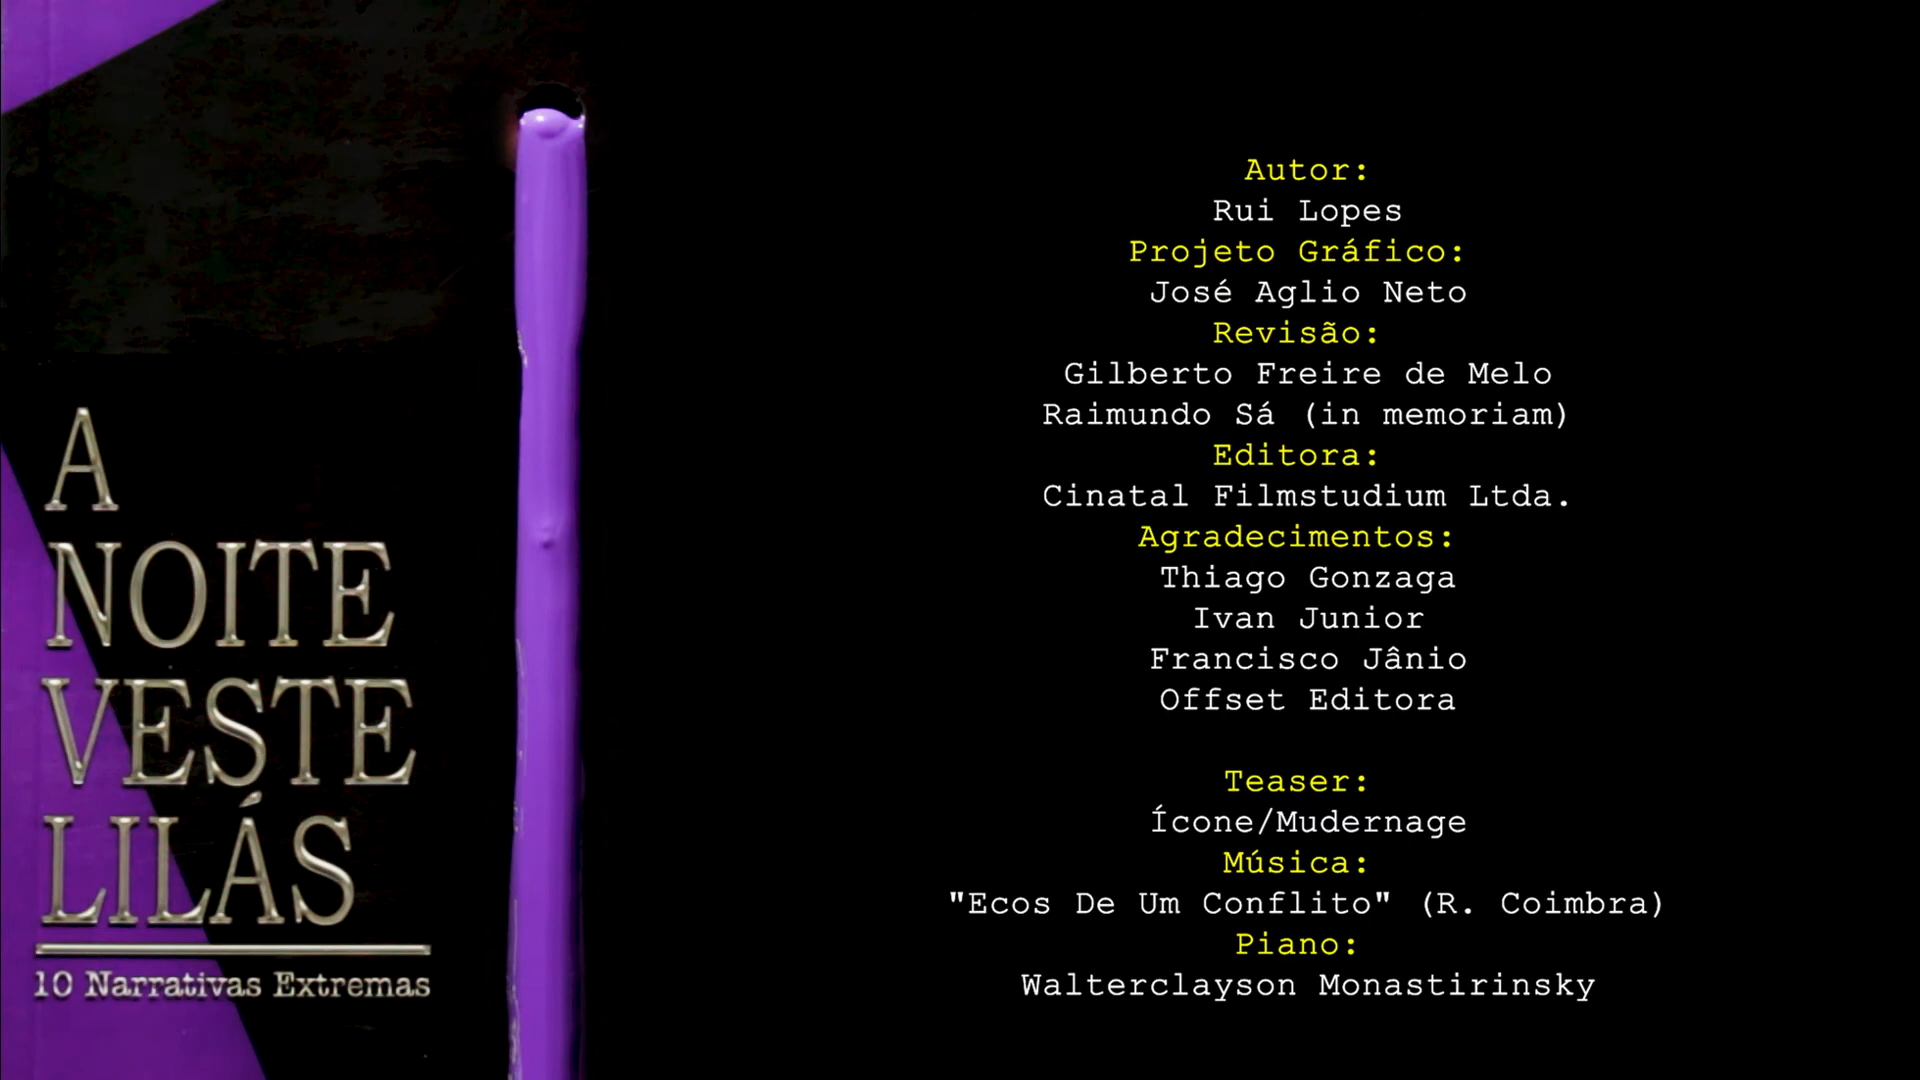 A
NOITE
VESTE
LILÁS
10 Narrativas Extremas
Autor:
Rui Lopes
Projeto Gráfico:
José Aglio Neto
Revisão:
Gilberto Freire de Melo
Raimundo Sá (in memoriam)
Editora:
Cinatal Filmstudium Ltda.
Agradecimentos:
Thiago Gonzaga
Ivan Junior
Francisco Jânio
Offset Editora
Teaser:
Ícone/Mudernage
Música:
"Ecos De Um Conflito" (R. Coimbra)
Piano:
Walterclayson Monastirinsky